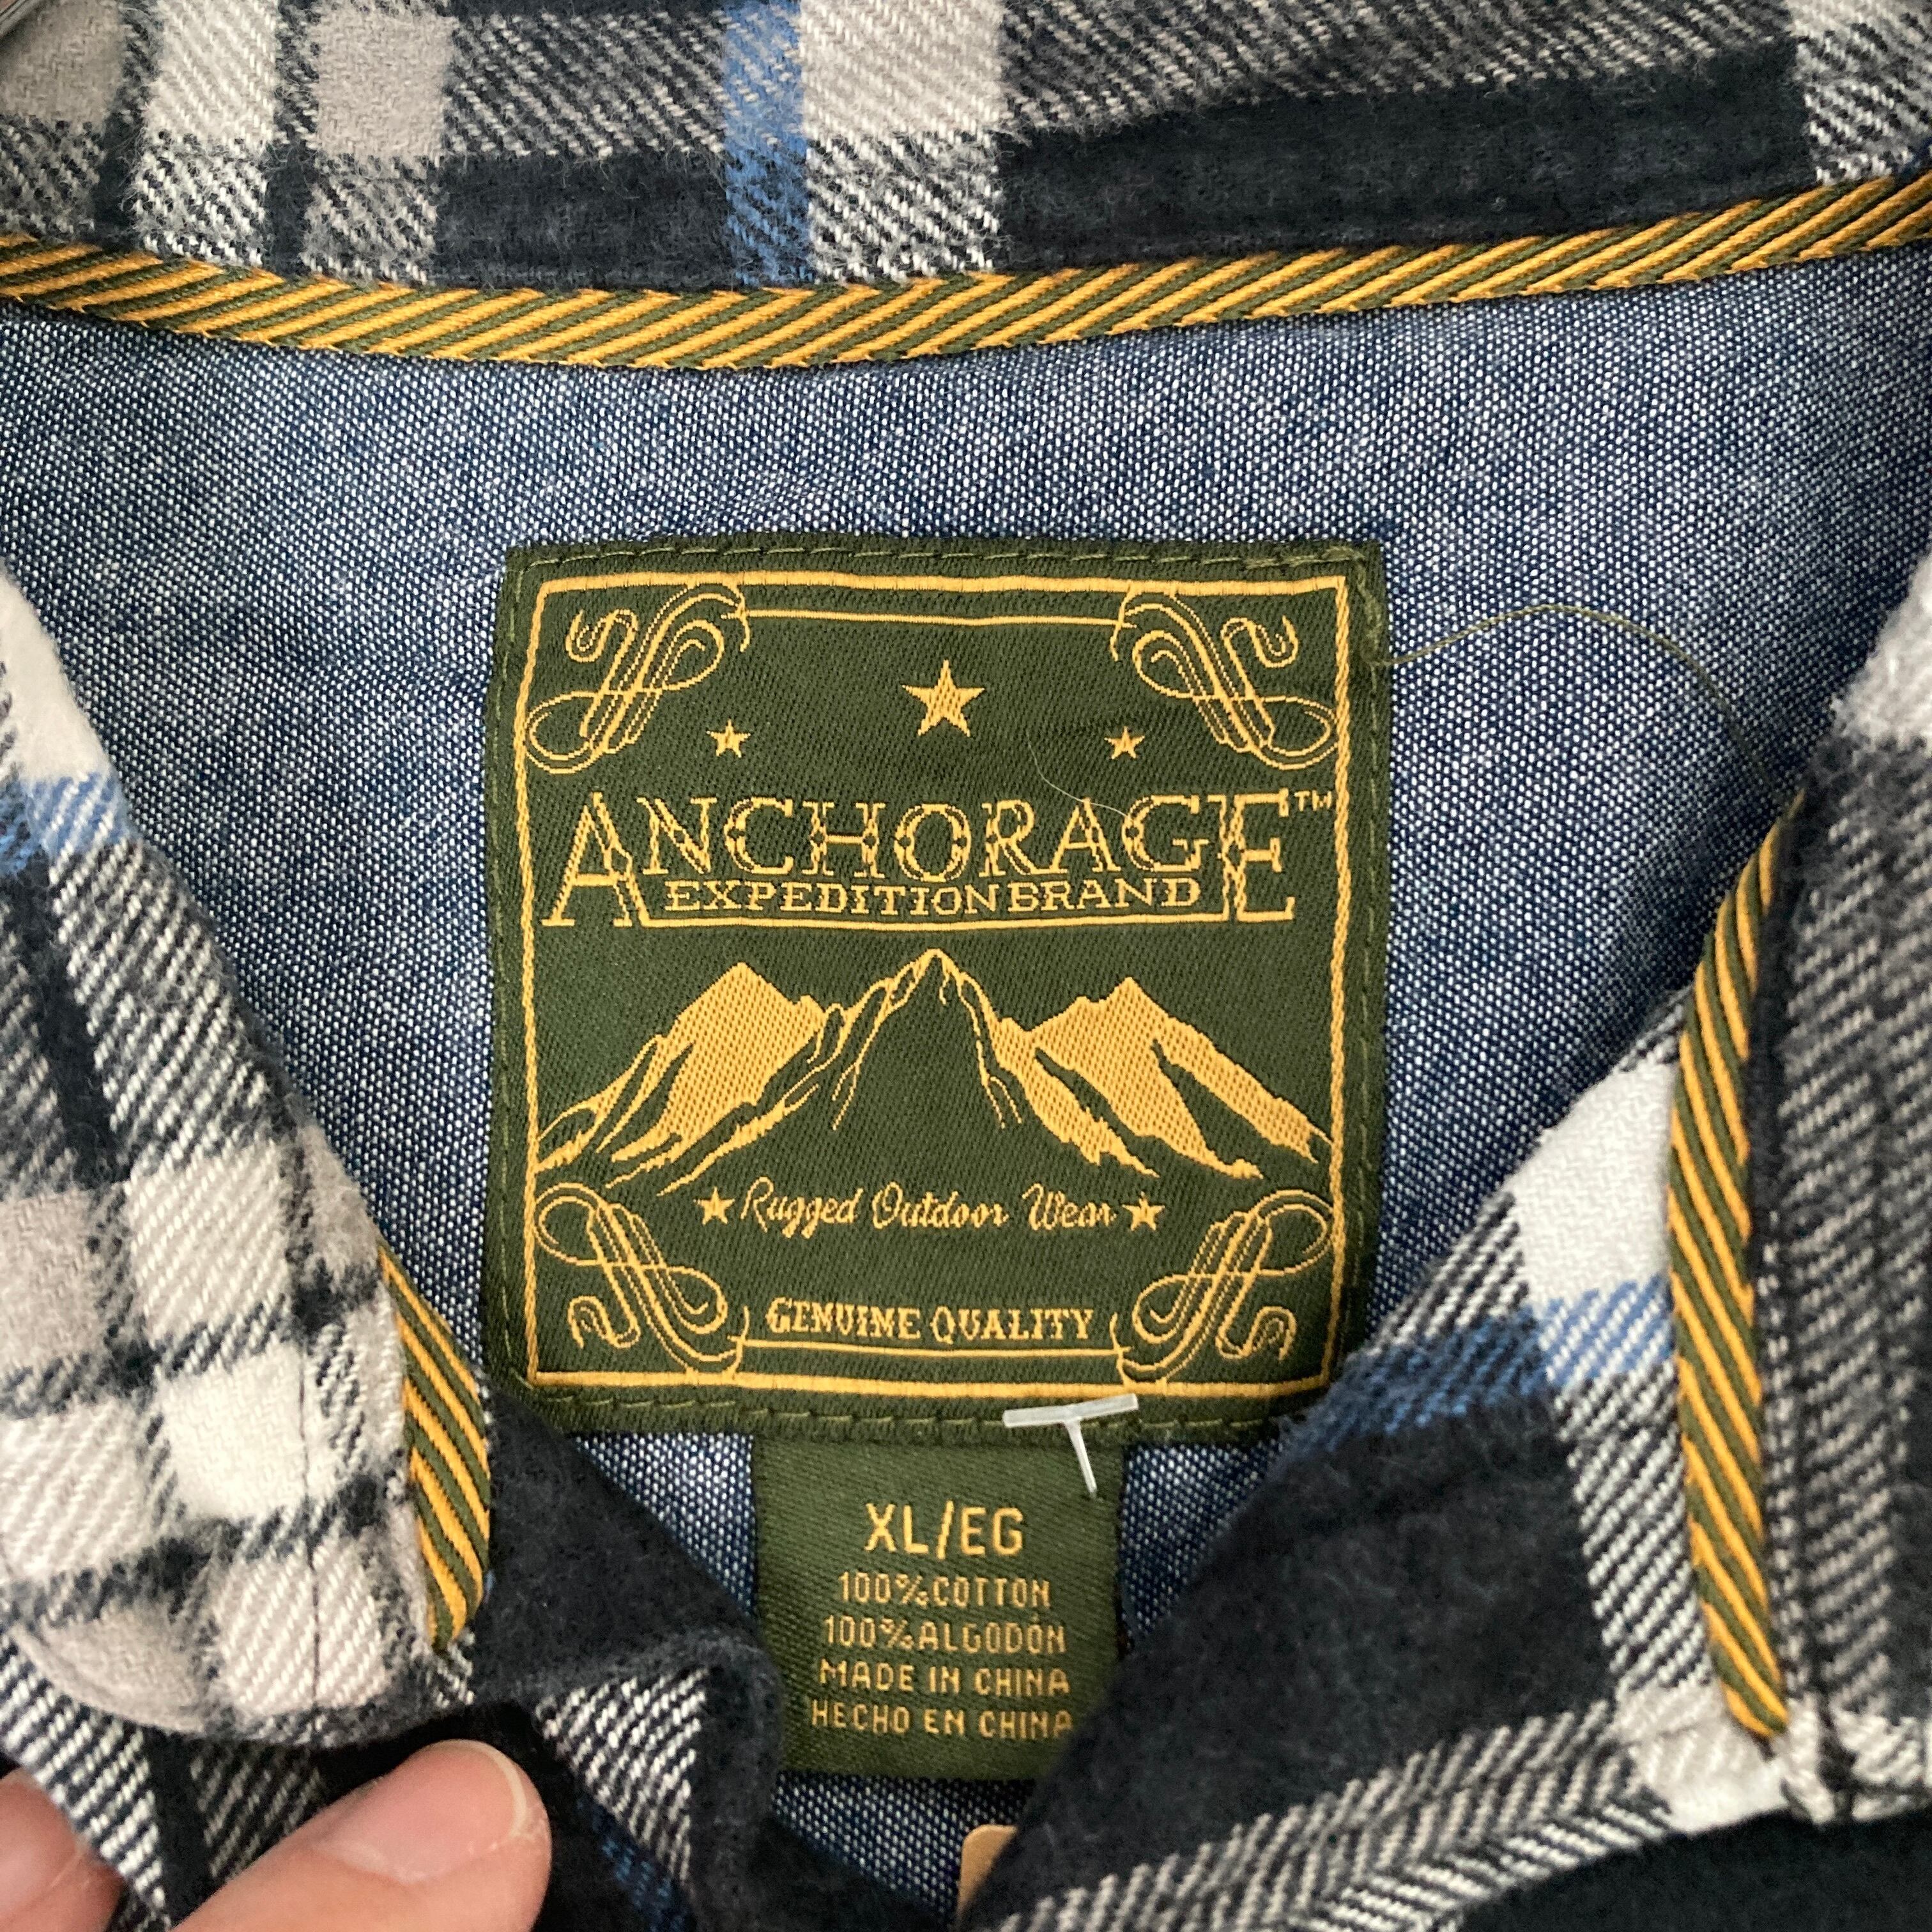 ANCHORAGE™
EXPEDITION BRAND
Rugged Outdoor Wear
GENUINE QUALITY
XL/EG
100% COTTON
100% ALGODÓN
MADE IN CHINA
HECHO EN CHINA